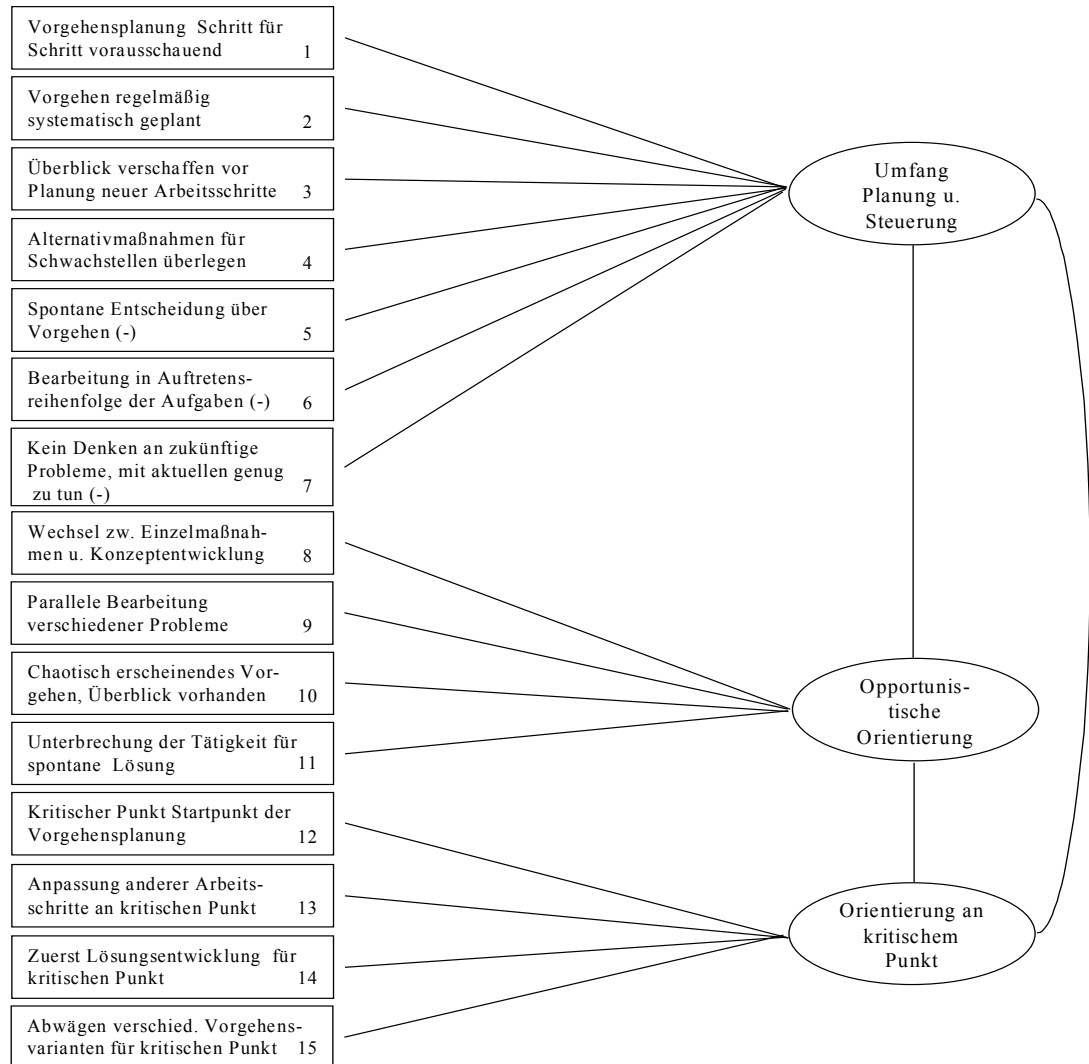 Vorgehensplanung Schritt für
Schritt vorausschauend 1
Vorgehen regelmäßig
systematisch geplant 2
Überblick verschaffen vor
Planung neuer Arbeitsschritte 3
Alternativmaßnahmen für
Schwachstellen überlegen 4
Spontane Entscheidung über
Vorgehen (-) 5
Bearbeitung in Auftretens-
reihenfolge der Aufgaben (-) 6
Kein Denken an zukünftige
Probleme, mit aktuellen genug
zu tun (-) 7
Wechsel zw. Einzelmaßnah-
men u. Konzeptentwicklung 8
Parallele Bearbeitung
verschiedener Probleme 9
Chaotisch erscheinendes Vor-
gehen, Überblick vorhanden 10
Unterbrechung der Tätigkeit für
spontane Lösung 11
Kritischer Punkt Startpunkt der
Vorgehensplanung 12
Anpassung anderer Arbeits-
schritte an kritischen Punkt 13
Zuerst Lösungsentwicklung für
kritischen Punkt 14
Abwägen verschied. Vorgehens-
varianten für kritischen Punkt 15
Umfang
Planung u.
Steuerung
Opportunis-
tische
Orientierung
Orientierung an
kritischem
Punkt